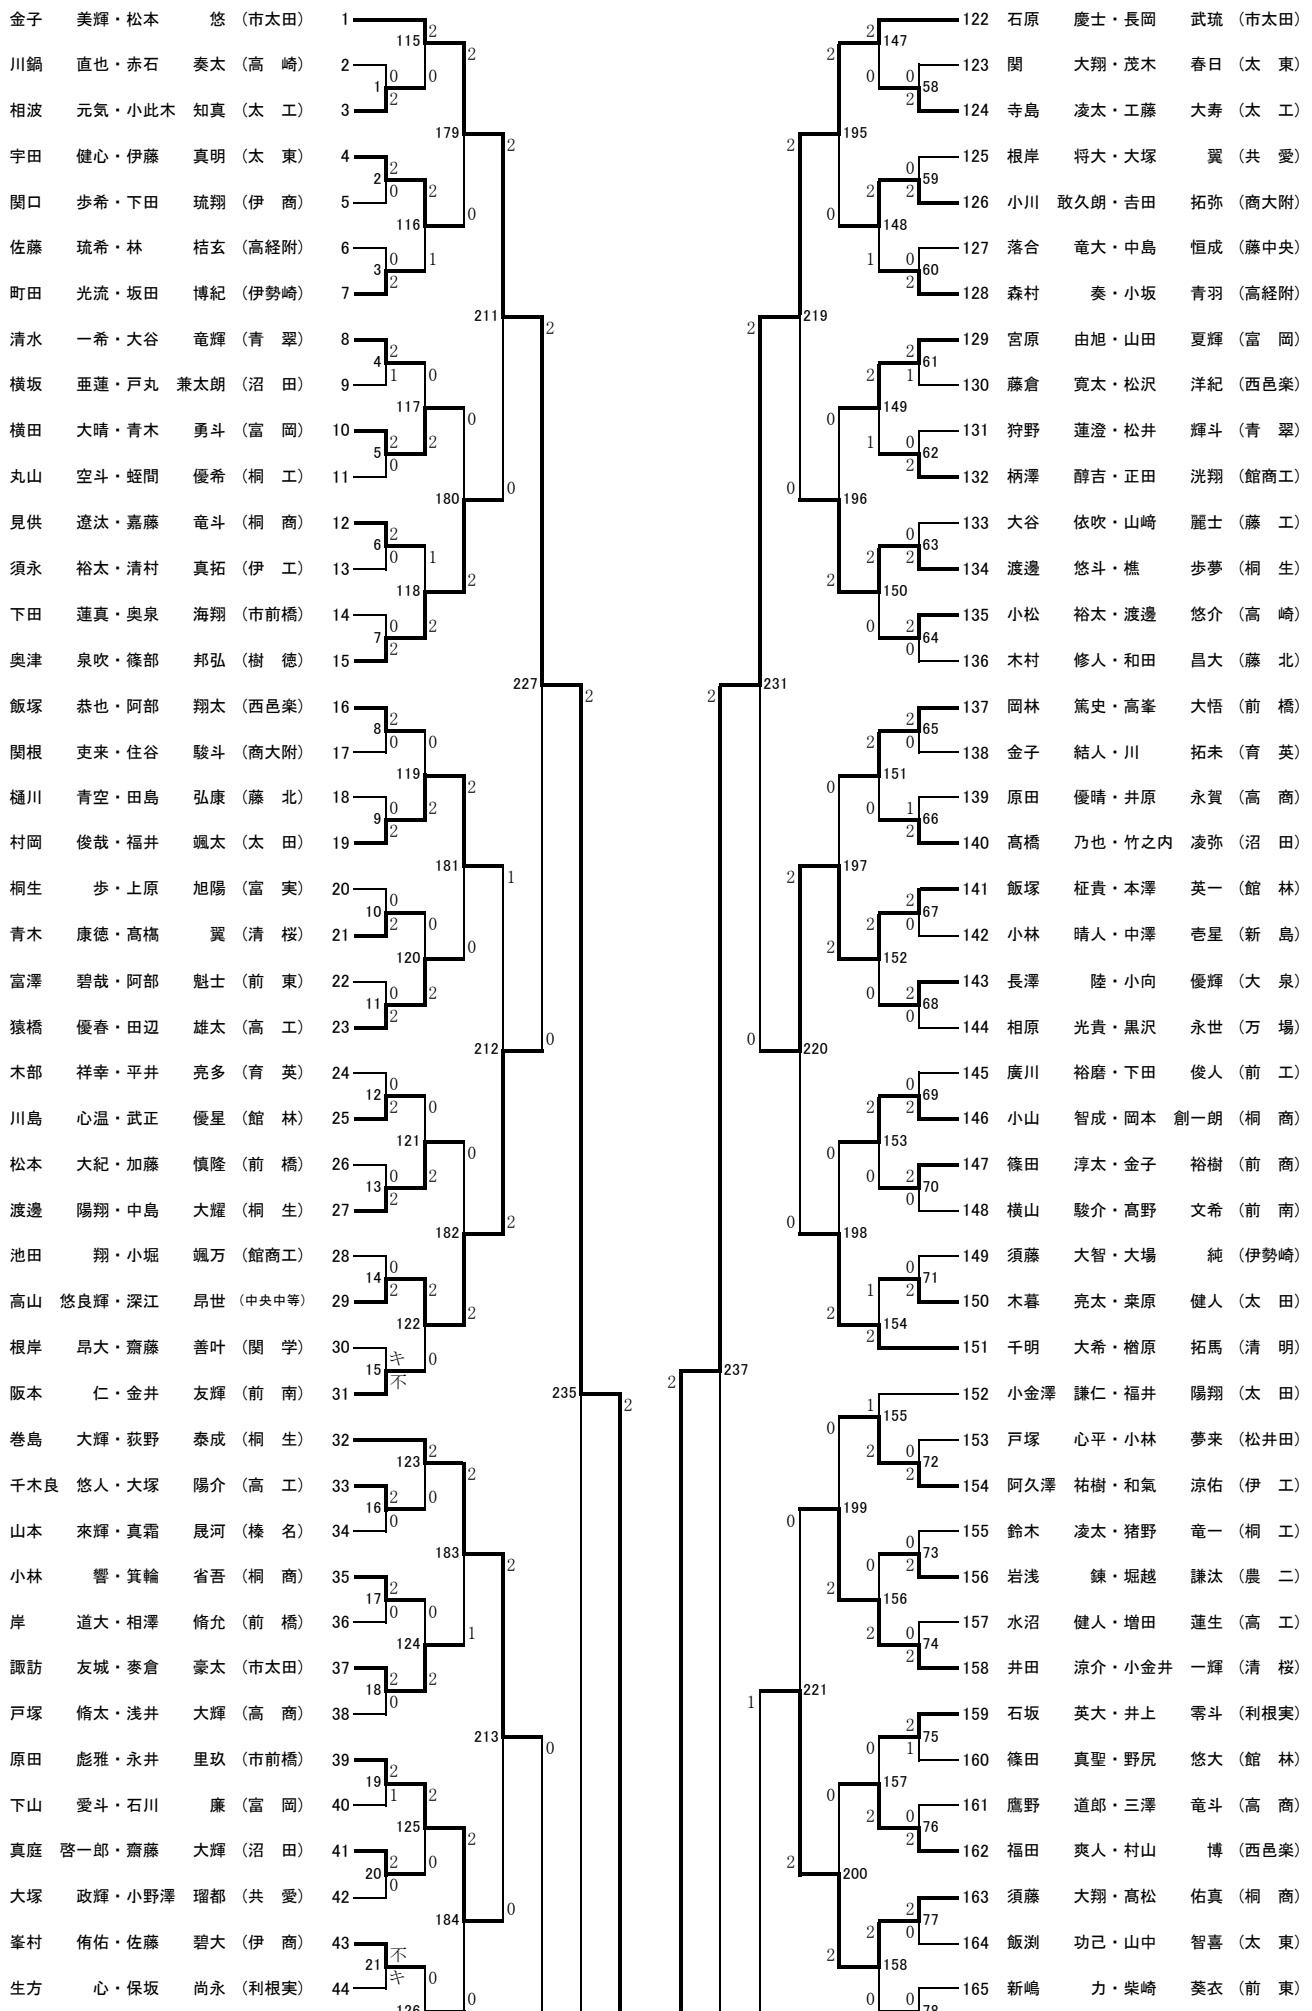 金子 美輝・松本 悠 (市太田) 1
川鍋 直也・赤石 奏太 (高 崎) 2
相波 元気・小此木 知真 (太 工) 3
宇田 健心・伊藤 真明 (太 東) 4
関口 歩希・下田 琉翔 (伊 商) 5
佐藤 琉希・林 桔玄 (高経附) 6
町田 光流・坂田 博紀 (伊勢崎) 7
清水 一希・大谷 竜輝 (青 翠) 8
横坂 亜蓮・戸丸 兼太朗 (沼 田) 9
横田 大晴・青木 勇斗 (富 岡) 10
丸山 空斗・蛭間 優希 (桐 工) 11
見供 遼汰・嘉藤 竜斗 (桐 商) 12
須永 裕太・清村 真拓 (伊 工) 13
下田 蓮真・奥泉 海翔 (市前橋) 14
奥津 泉吹・篠部 邦弘 (樹 徳) 15
飯塚 恭也・阿部 翔太 (西邑楽) 16
関根 吏来・住谷 駿斗 (商大附) 17
樋川 青空・田島 弘康 (藤 北) 18
村岡 俊哉・福井 颯太 (太 田) 19
桐生 歩・上原 旭陽 (富 実) 20
青木 康徳・髙橋 翼 (清 桜) 21
富澤 碧哉・阿部 魁士 (前 東) 22
猿橋 優春・田辺 雄太 (高 工) 23
木部 祥幸・平井 亮多 (育 英) 24
川島 心温・武正 優星 (館 林) 25
松本 大紀・加藤 慎隆 (前 橋) 26
渡邊 陽翔・中島 大耀 (桐 生) 27
池田 翔・小堀 颯万 (館商工) 28
高山 悠良輝・深江 昂世 (中央中等) 29
根岸 昂大・齋藤 善叶 (関 学) 30
阪本 仁・金井 友輝 (前 南) 31
巻島 大輝・荻野 泰成 (桐 生) 32
千木良 悠人・大塚 陽介 (高 工) 33
山本 來輝・真霜 晟河 (榛 名) 34
小林 響・箕輪 省吾 (桐 商) 35
岸 道大・相澤 脩允 (前 橋) 36
諏訪 友城・麥倉 豪太 (市太田) 37
戸塚 脩太・浅井 大輝 (高 商) 38
原田 彪雅・永井 里玖 (市前橋) 39
下山 愛斗・石川 廉 (富 岡) 40
真庭 啓一郎・齋藤 大輝 (沼 田) 41
大塚 政輝・小野澤 瑠都 (共 愛) 42
峯村 侑佑・佐藤 碧大 (伊 商) 43
生方 心・保坂 尚永 (利根実) 44
122 石原 慶士・長岡 武琉 (市太田)
123 関 大翔・茂木 春日 (太 東)
124 寺島 凌太・工藤 大寿 (太 工)
125 根岸 将大・大塚 翼 (共 愛)
126 小川 敢久朗・吉田 拓弥 (商大附)
127 落合 竜大・中島 恒成 (藤中央)
128 森村 奏・小坂 青羽 (高経附)
129 宮原 由旭・山田 夏輝 (富 岡)
130 藤倉 寛太・松沢 洋紀 (西邑楽)
131 狩野 蓮澄・松井 輝斗 (青 翠)
132 柄澤 醇吉・正田 洸翔 (館商工)
133 大谷 依吹・山﨑 麗士 (藤 工)
134 渡邊 悠斗・樵 歩夢 (桐 生)
135 小松 裕太・渡邊 悠介 (高 崎)
136 木村 修人・和田 昌大 (藤 北)
137 岡林 篤史・高峯 大悟 (前 橋)
138 金子 結人・川 拓未 (育 英)
139 原田 優晴・井原 永賀 (高 商)
140 髙橋 乃也・竹之内 凌弥 (沼 田)
141 飯塚 柾貴・本澤 英一 (館 林)
142 小林 晴人・中澤 壱星 (新 島)
143 長澤 陸・小向 優輝 (大 泉)
144 相原 光貴・黒沢 永世 (万 場)
145 廣川 裕磨・下田 俊人 (前 工)
146 小山 智成・岡本 創一朗 (桐 商)
147 篠田 淳太・金子 裕樹 (前 商)
148 横山 駿介・髙野 文希 (前 南)
149 須藤 大智・大場 純 (伊勢崎)
150 木暮 亮太・桒原 健人 (太 田)
151 千明 大希・楢原 拓馬 (清 明)
152 小金澤 謙仁・福井 陽翔 (太 田)
153 戸塚 心平・小林 夢来 (松井田)
154 阿久澤 祐樹・和氣 涼佑 (伊 工)
155 鈴木 凌太・猪野 竜一 (桐 工)
156 岩浅 錬・堀越 謙汰 (農 二)
157 水沼 健人・増田 蓮生 (高 工)
158 井田 涼介・小金井 一輝 (清 桜)
159 石坂 英大・井上 零斗 (利根実)
160 篠田 真聖・野尻 悠大 (館 林)
161 鷹野 道郎・三澤 竜斗 (高 商)
162 福田 爽人・村山 博 (西邑楽)
163 須藤 大翔・髙松 佑真 (桐 商)
164 飯渕 功己・山中 智喜 (太 東)
165 新嶋 力・柴崎 葵衣 (前 東)